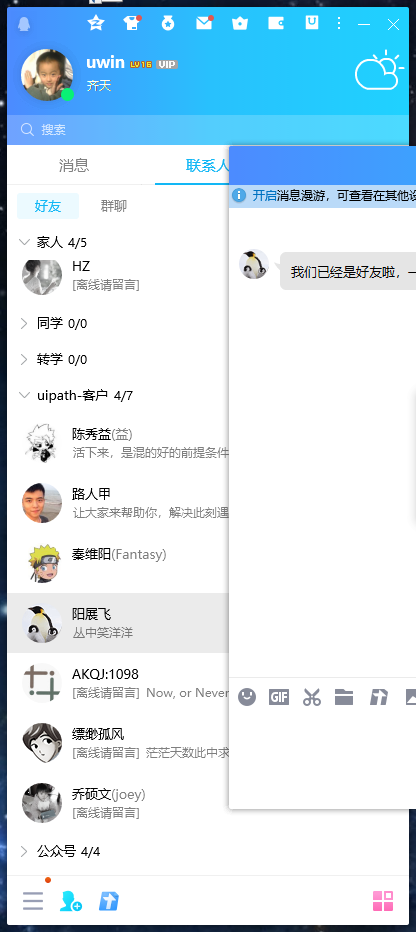 uwin LV16 VIP
齐天
搜索
消息 联系人
好友 群聊
家人 4/5
HZ
[离线请留言]
同学 0/0
转学 0/0
uipath-客户 4/7
陈秀益(益)
活下来，是混的好的前提条件
路人甲
让大家来帮助你，解决此刻遇
秦维阳(Fantasy)
阳展飞
丛中笑洋洋
AKQJ:1098
[离线请留言] Now, or Never
缥缈孤风
[离线请留言] 茫茫天数此中求
乔硕文(joey)
[离线请留言]
公众号 4/4
开启消息漫游，可查看在其他设
我们已经是好友啦，一
GIF